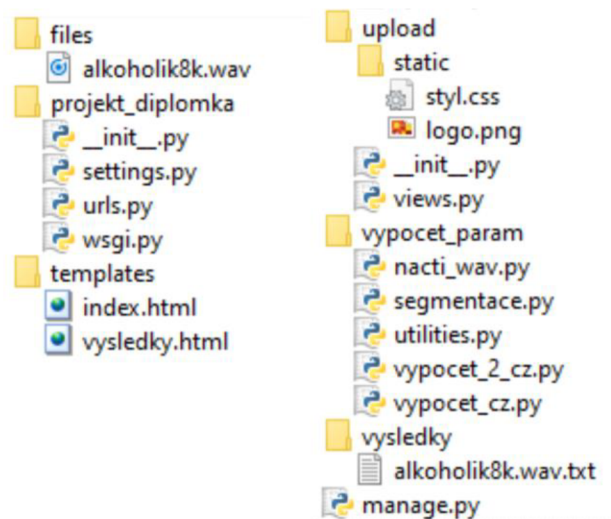 files
alkoholik8k.wav
projekt_diplomka
__init__.py
settings.py
urls.py
wsgi.py
templates
index.html
vysledky.html
upload
static
styl.css
logo.png
__init__.py
views.py
vypocet_param
nacti_wav.py
segmentace.py
utilities.py
vypocet_2_cz.py
vypocet_cz.py
vysledky
alkoholik8k.wav.txt
manage.py